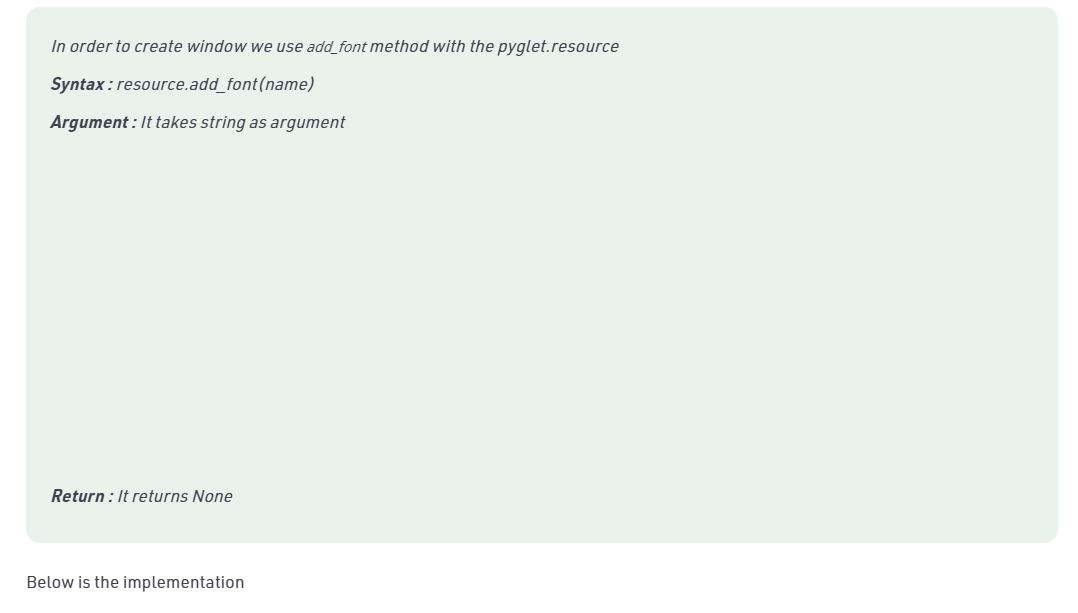 In order to create window we use add_font method with the pyglet.resource
Syntax : resource.add_font(name)
Argument : It takes string as argument
Return : It returns None
Below is the implementation